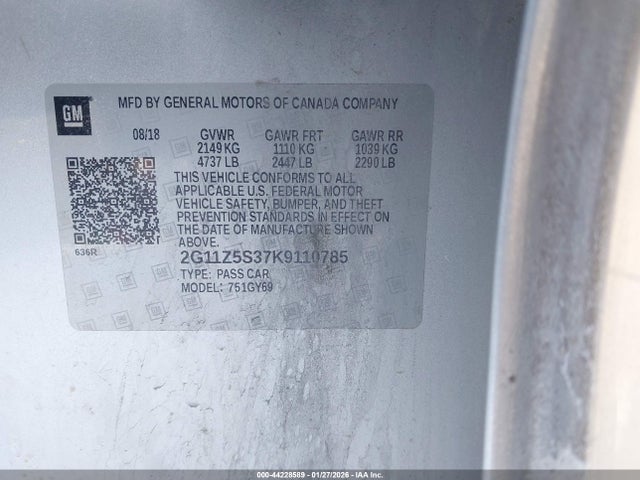 GM
MFD BY GENERAL MOTORS OF CANADA COMPANY
08/18 GVWR GAWR FRT GAWR RR
2149 KG 1110 KG 1039 KG
4737 LB 2447 LB 2290 LB
THIS VEHICLE CONFORMS TO ALL
APPLICABLE U.S. FEDERAL MOTOR
VEHICLE SAFETY, BUMPER, AND THEFT
PREVENTION STANDARDS IN EFFECT ON
THE DATE OF MANUFACTURE SHOWN
ABOVE.
636R
2G11Z5S37K9110785
TYPE: PASS CAR
MODEL: 751GY69
000-44228589 | 01/27/2026 | IAA Inc.